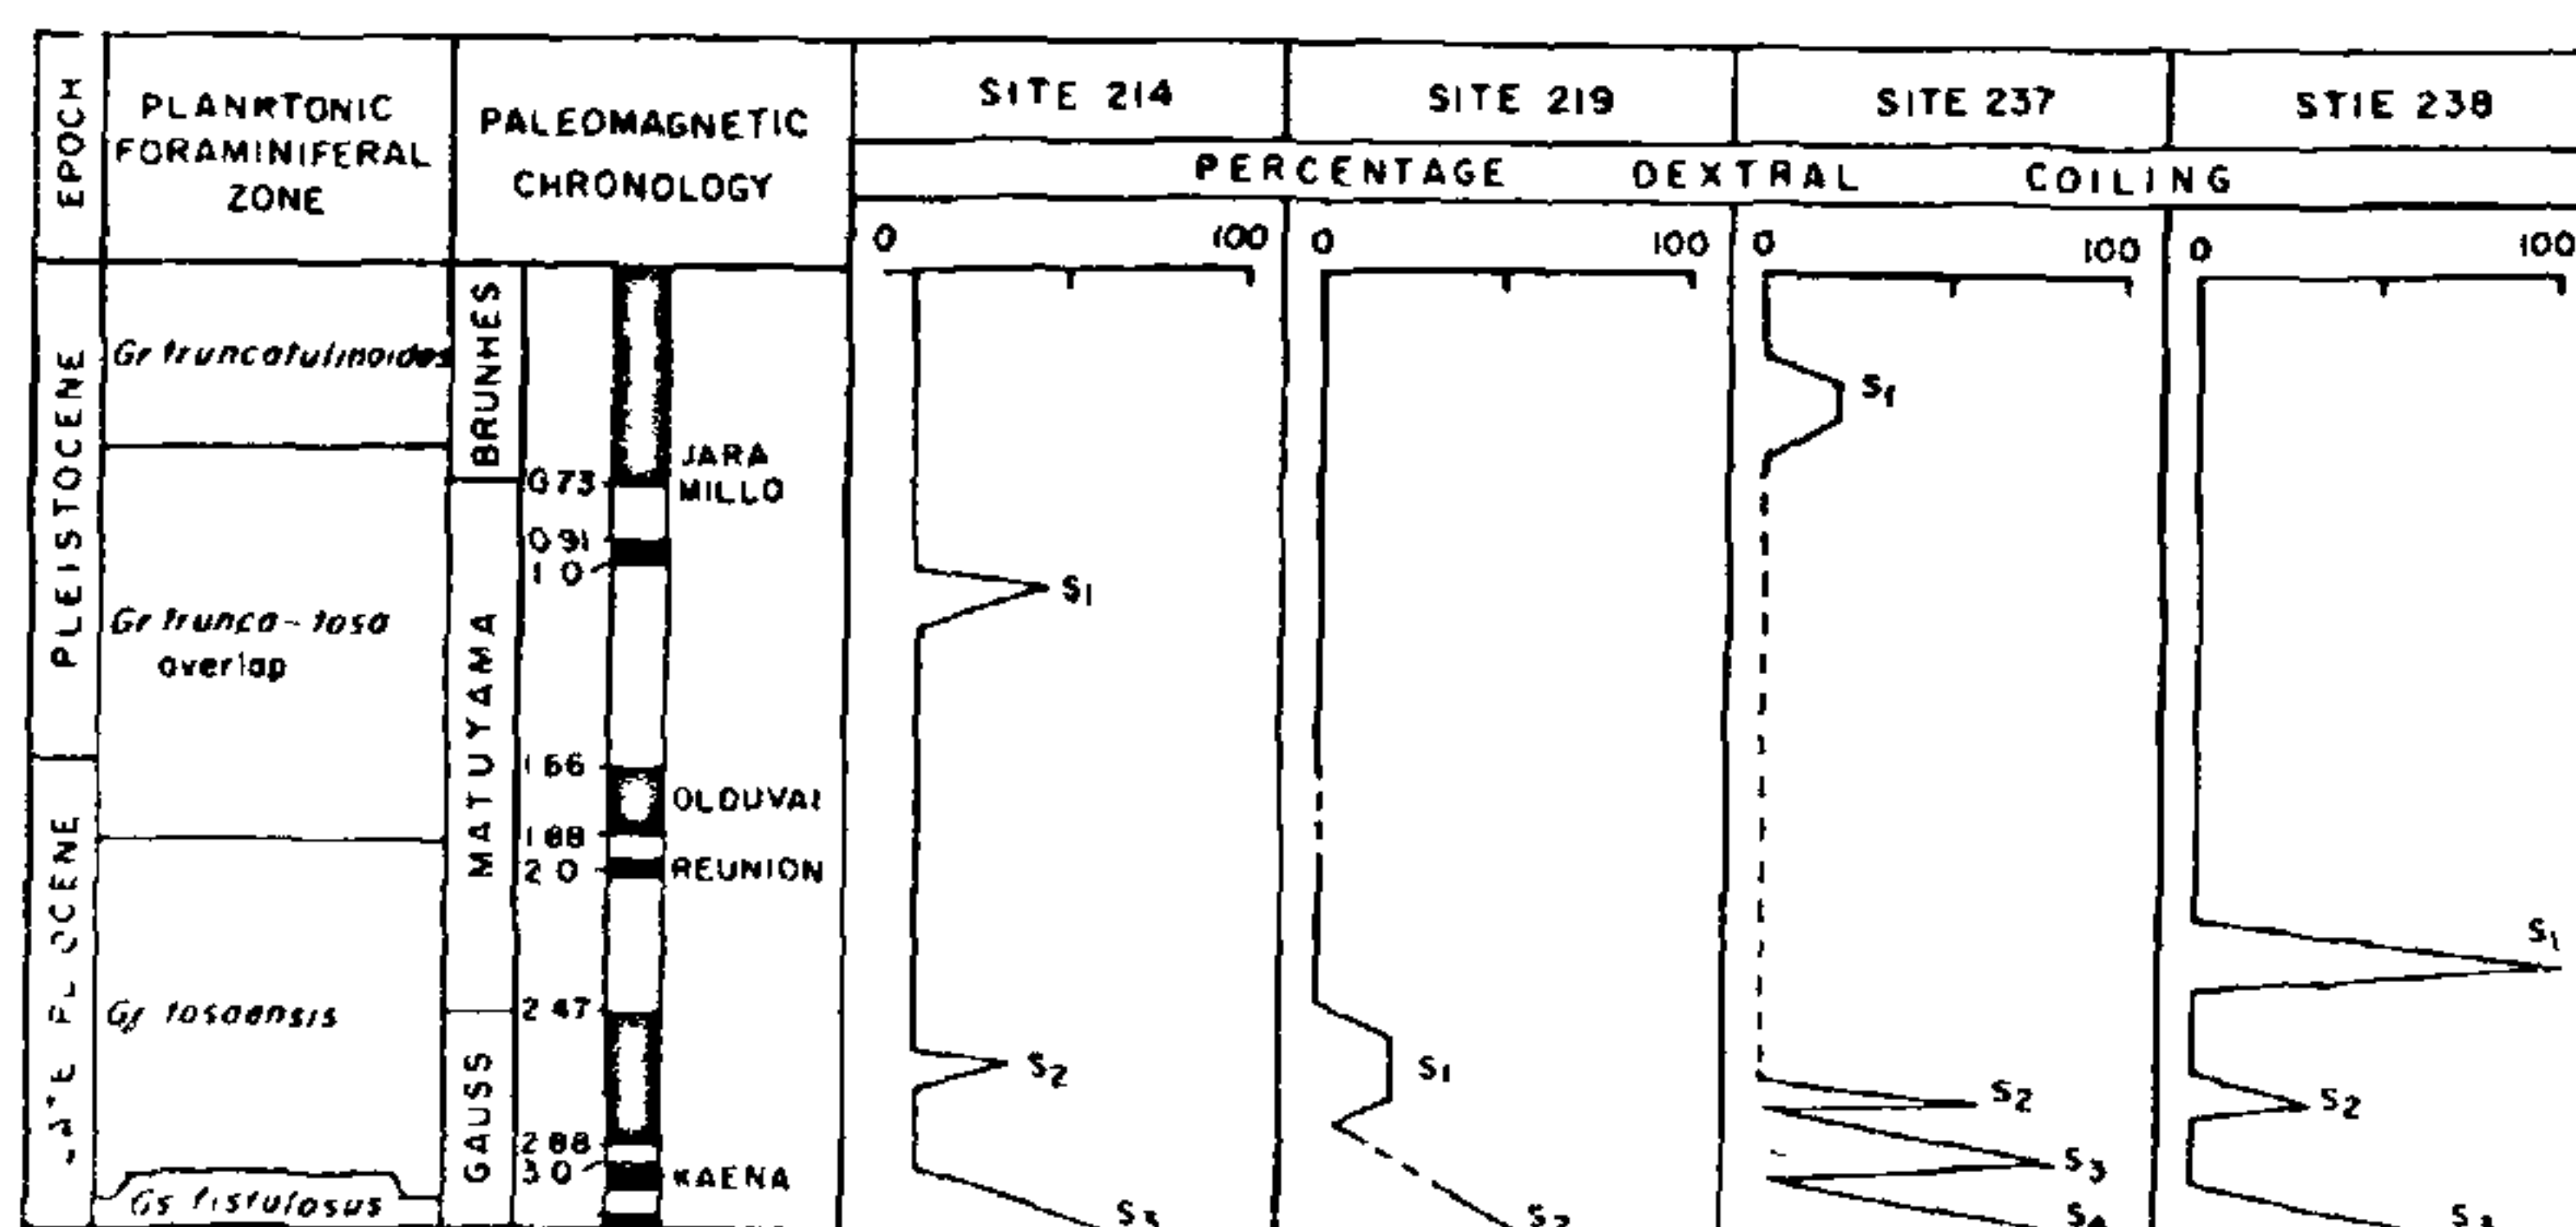 EPOCH
PLANKTONIC
FORAMINIFERAL
ZONE
PALEOMAGNETIC
CHRONOLOGY
SITE 214
SITE 219
SITE 237
STIE 238
PERCENTAGE DEXTRAL COILING
0 100 0 100 0 100 0 100
PLEISTOCENE
Gr truncatulinoides
BRUNHES
JARA
MILLO
0 73
0 91
1 0
S1
S1
Gr trunca-tosa
overlap
MATUYAMA
1 66
OLDUVAI
1 88
2 0
REUNION
S1
2 47
tosaensis
GAUSS
S2
S1
S2
S2
2 88
3 0
KAENA
S3
Gs fistulosus
S3
S2
S4
S3